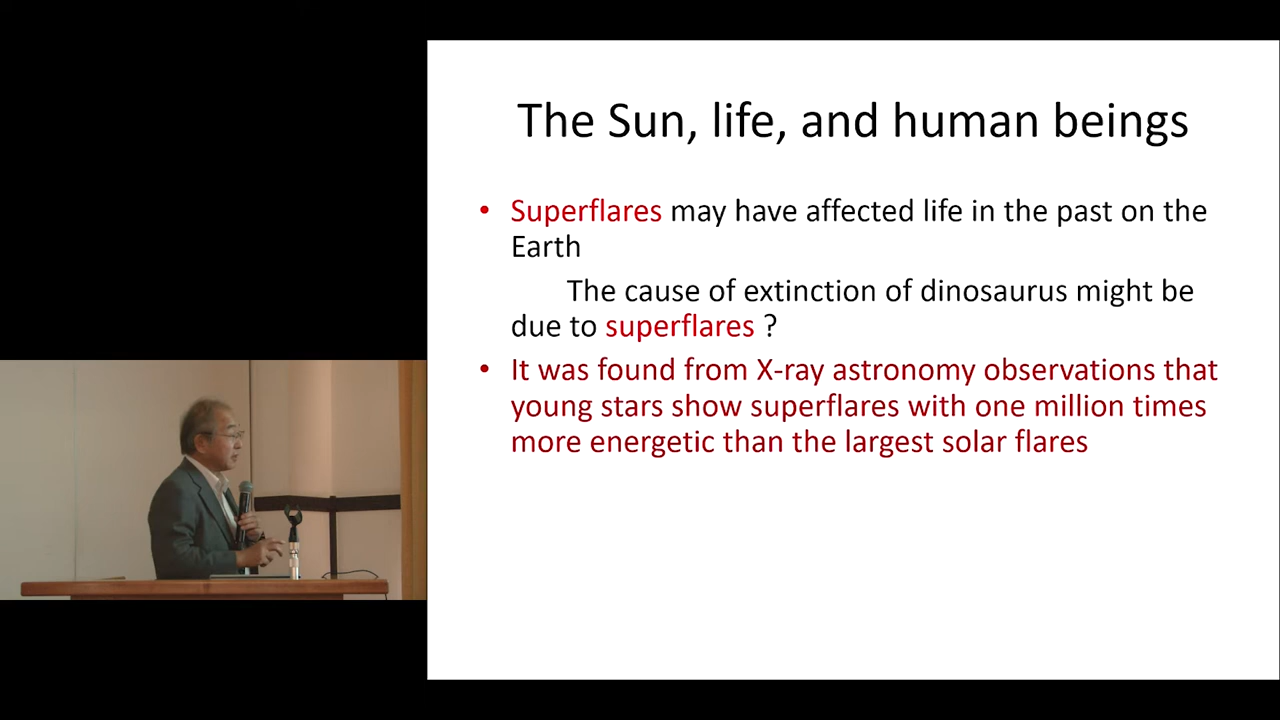 The Sun, life, and human beings
• Superflares may have affected life in the past on the
Earth
The cause of extinction of dinosaurus might be
due to superflares ?
• It was found from X-ray astronomy observations that
young stars show superflares with one million times
more energetic than the largest solar flares